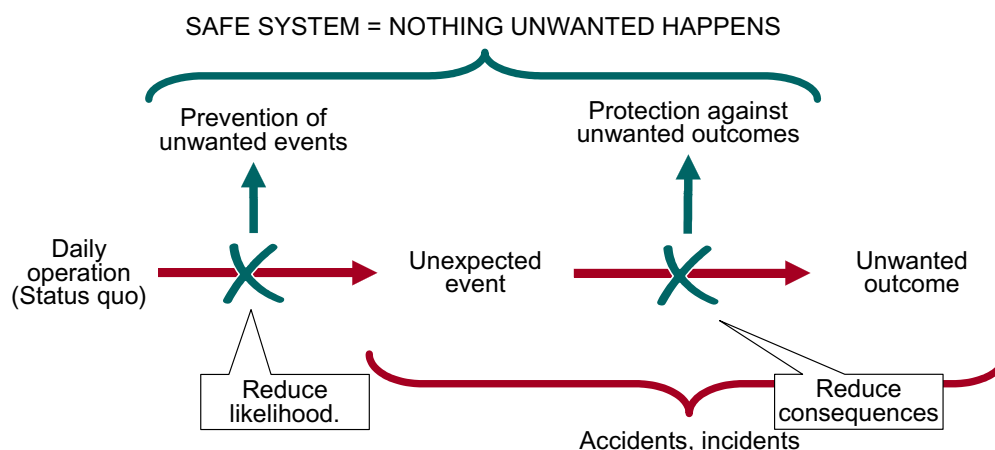 SAFE SYSTEM = NOTHING UNWANTED HAPPENS
Prevention of
unwanted events
Protection against
unwanted outcomes
Daily
operation
(Status quo)
Unexpected
event
Unwanted
outcome
Reduce
likelihood.
Reduce
consequences
Accidents, incidents